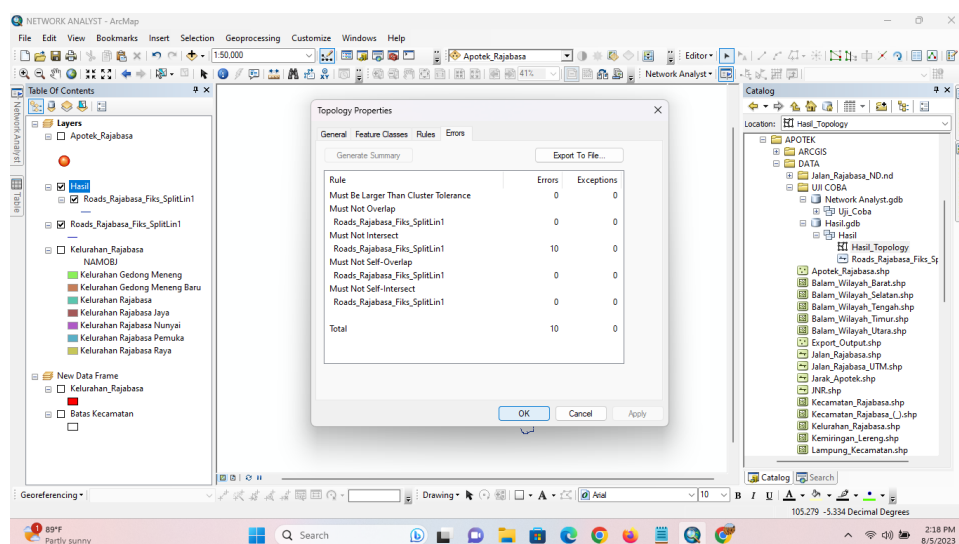 NETWORK ANALYST - ArcMap
File Edit View Bookmarks Insert Selection Geoprocessing Customize Windows Help
1:50,000
Apotek_Rajabasa
Editor
41%
Network Analyst
Table Of Contents
Network Analyst
Table
Layers
Apotek_Rajabasa
Hasil
Roads_Rajabasa_Fiks_SplitLin1
Roads_Rajabasa_Fiks_SplitLin1
Kelurahan_Rajabasa
NAMOBJ
Kelurahan Gedong Meneng
Kelurahan Gedong Meneng Baru
Kelurahan Rajabasa
Kelurahan Rajabasa Jaya
Kelurahan Rajabasa Nunyai
Kelurahan Rajabasa Pemuka
Kelurahan Rajabasa Raya
New Data Frame
Kelurahan_Rajabasa
Batas Kecamatan
Topology Properties
General Feature Classes Rules Errors
Generate Summary Export To File...
Rule Errors Exceptions
Must Be Larger Than Cluster Tolerance 0 0
Must Not Overlap
Roads_Rajabasa_Fiks_SplitLin1 0 0
Must Not Intersect
Roads_Rajabasa_Fiks_SplitLin1 10 0
Must Not Self-Overlap
Roads_Rajabasa_Fiks_SplitLin1 0 0
Must Not Self-Intersect
Roads_Rajabasa_Fiks_SplitLin1 0 0
Total 10 0
OK Cancel Apply
Catalog
Location: Hasil_Topology
APOTEK
ARCGIS
DATA
Jalan_Rajabasa_ND.nd
UJI COBA
Network Analyst.gdb
Uji_Coba
Hasil.gdb
Hasil
Hasil_Topology
Roads_Rajabasa_Fiks_Sp
Apotek_Rajabasa.shp
Balam_Wilayah_Barat.shp
Balam_Wilayah_Selatan.shp
Balam_Wilayah_Tengah.shp
Balam_Wilayah_Timur.shp
Balam_Wilayah_Utara.shp
Export_Output.shp
Jalan_Rajabasa.shp
Jalan_Rajabasa_UTM.shp
Jarak_Apotek.shp
JNR.shp
Kecamatan_Rajabasa.shp
Kecamatan_Rajabasa_(_).shp
Kelurahan_Rajabasa.shp
Kemiringan_Lereng.shp
Lampung_Kecamatan.shp
Catalog Search
Georeferencing
Drawing
A
Arial
10
B I U A
105.279 -5.334 Decimal Degrees
1
89°F
Partly sunny
Search
2:18 PM
8/5/2023